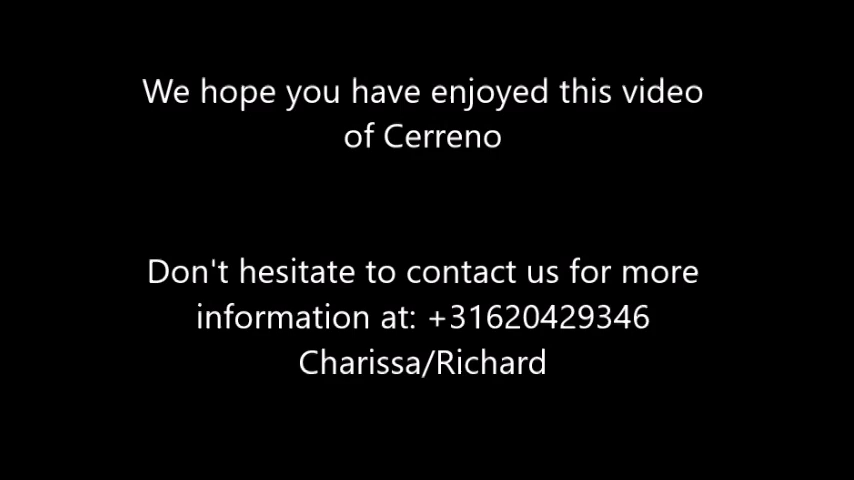 We hope you have enjoyed this video
of Cerreno
Don't hesitate to contact us for more
information at: +31620429346
Charissa/Richard